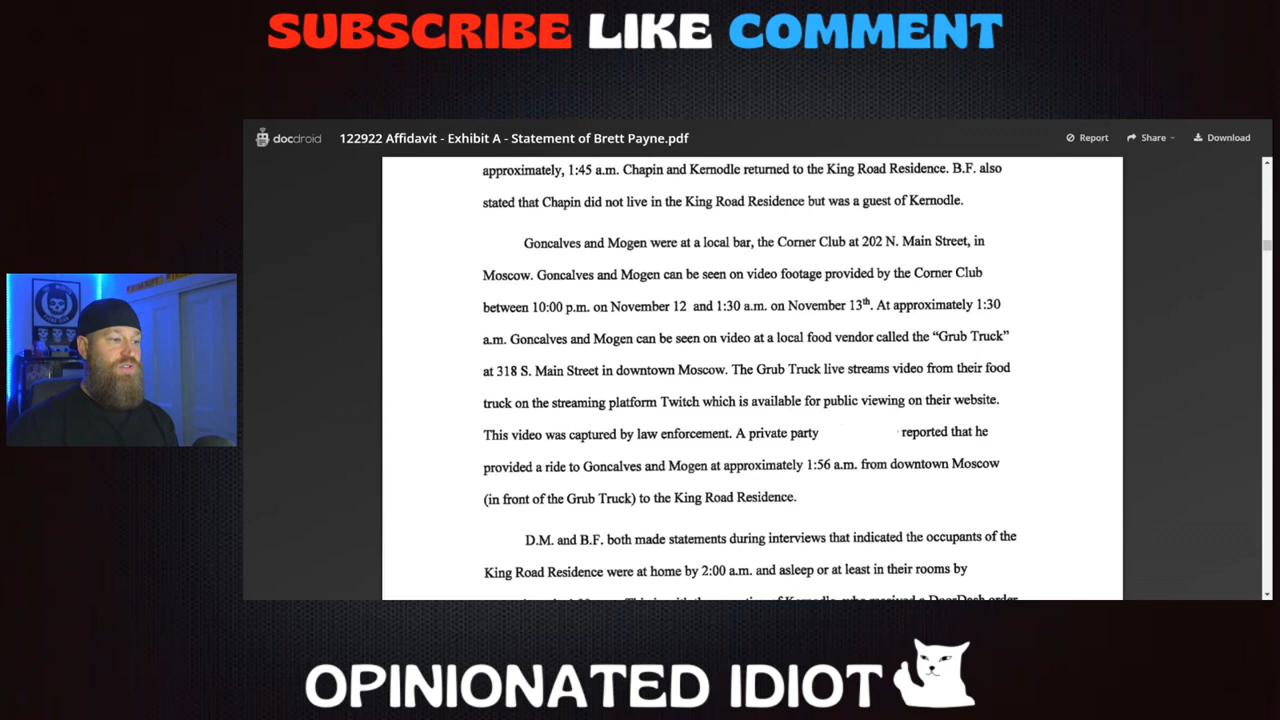 SUBSCRIBE LIKE COMMENT
docdroid
122922 Affidavit - Exhibit A - Statement of Brett Payne.pdf
Report
Share
Download
approximately, 1:45 a.m. Chapin and Kernodle returned to the King Road Residence. B.F. also
stated that Chapin did not live in the King Road Residence but was a guest of Kernodle.
Goncalves and Mogen were at a local bar, the Corner Club at 202 N. Main Street, in
Moscow. Goncalves and Mogen can be seen on video footage provided by the Corner Club
between 10:00 p.m. on November 12 and 1:30 a.m. on November 13th. At approximately 1:30
a.m. Goncalves and Mogen can be seen on video at a local food vendor called the “Grub Truck”
at 318 S. Main Street in downtown Moscow. The Grub Truck live streams video from their food
truck on the streaming platform Twitch which is available for public viewing on their website.
This video was captured by law enforcement. A private party reported that he
provided a ride to Goncalves and Mogen at approximately 1:56 a.m. from downtown Moscow
(in front of the Grub Truck) to the King Road Residence.
D.M. and B.F. both made statements during interviews that indicated the occupants of the
King Road Residence were at home by 2:00 a.m. and asleep or at least in their rooms by
of Kernodle, who received a DoorDash order
OPINIONATED IDIOT